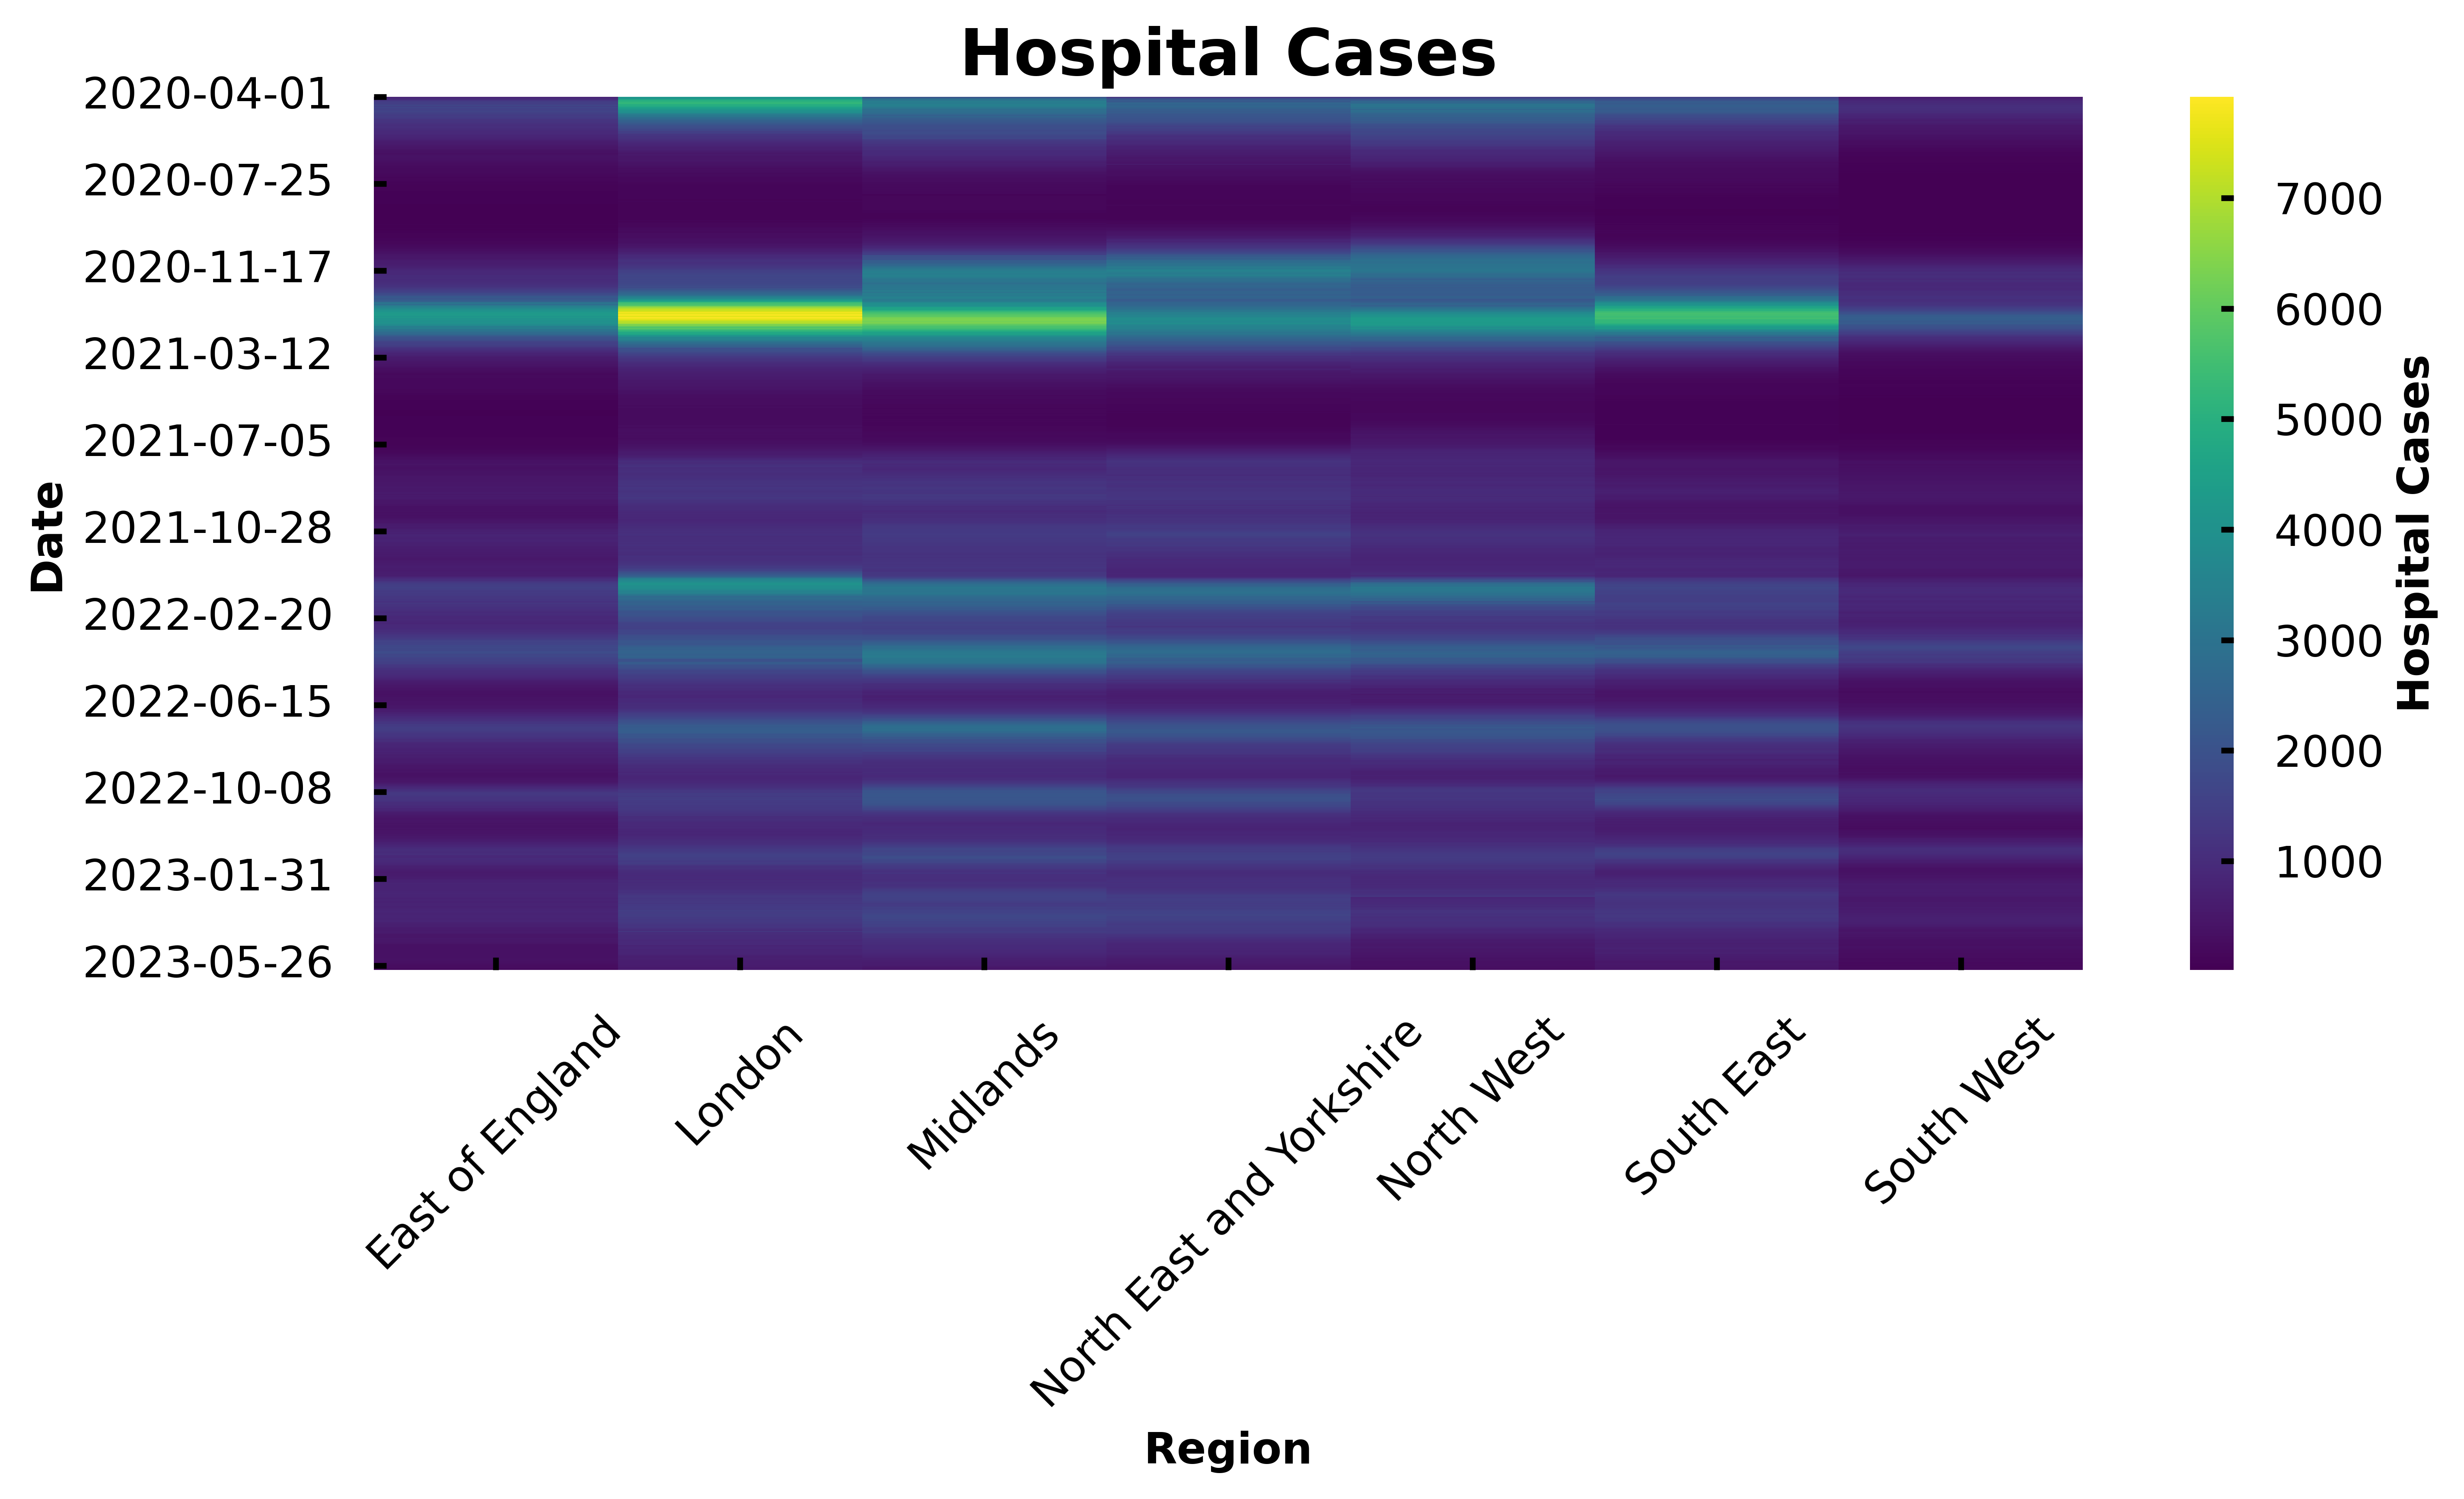 Hospital Cases
Date
2020-04-01
2020-07-25
2020-11-17
2021-03-12
2021-07-05
2021-10-28
2022-02-20
2022-06-15
2022-10-08
2023-01-31
2023-05-26
East of England
London
Midlands
North East and Yorkshire
North West
South East
South West
Region
7000
6000
5000
4000
3000
2000
1000
Hospital Cases